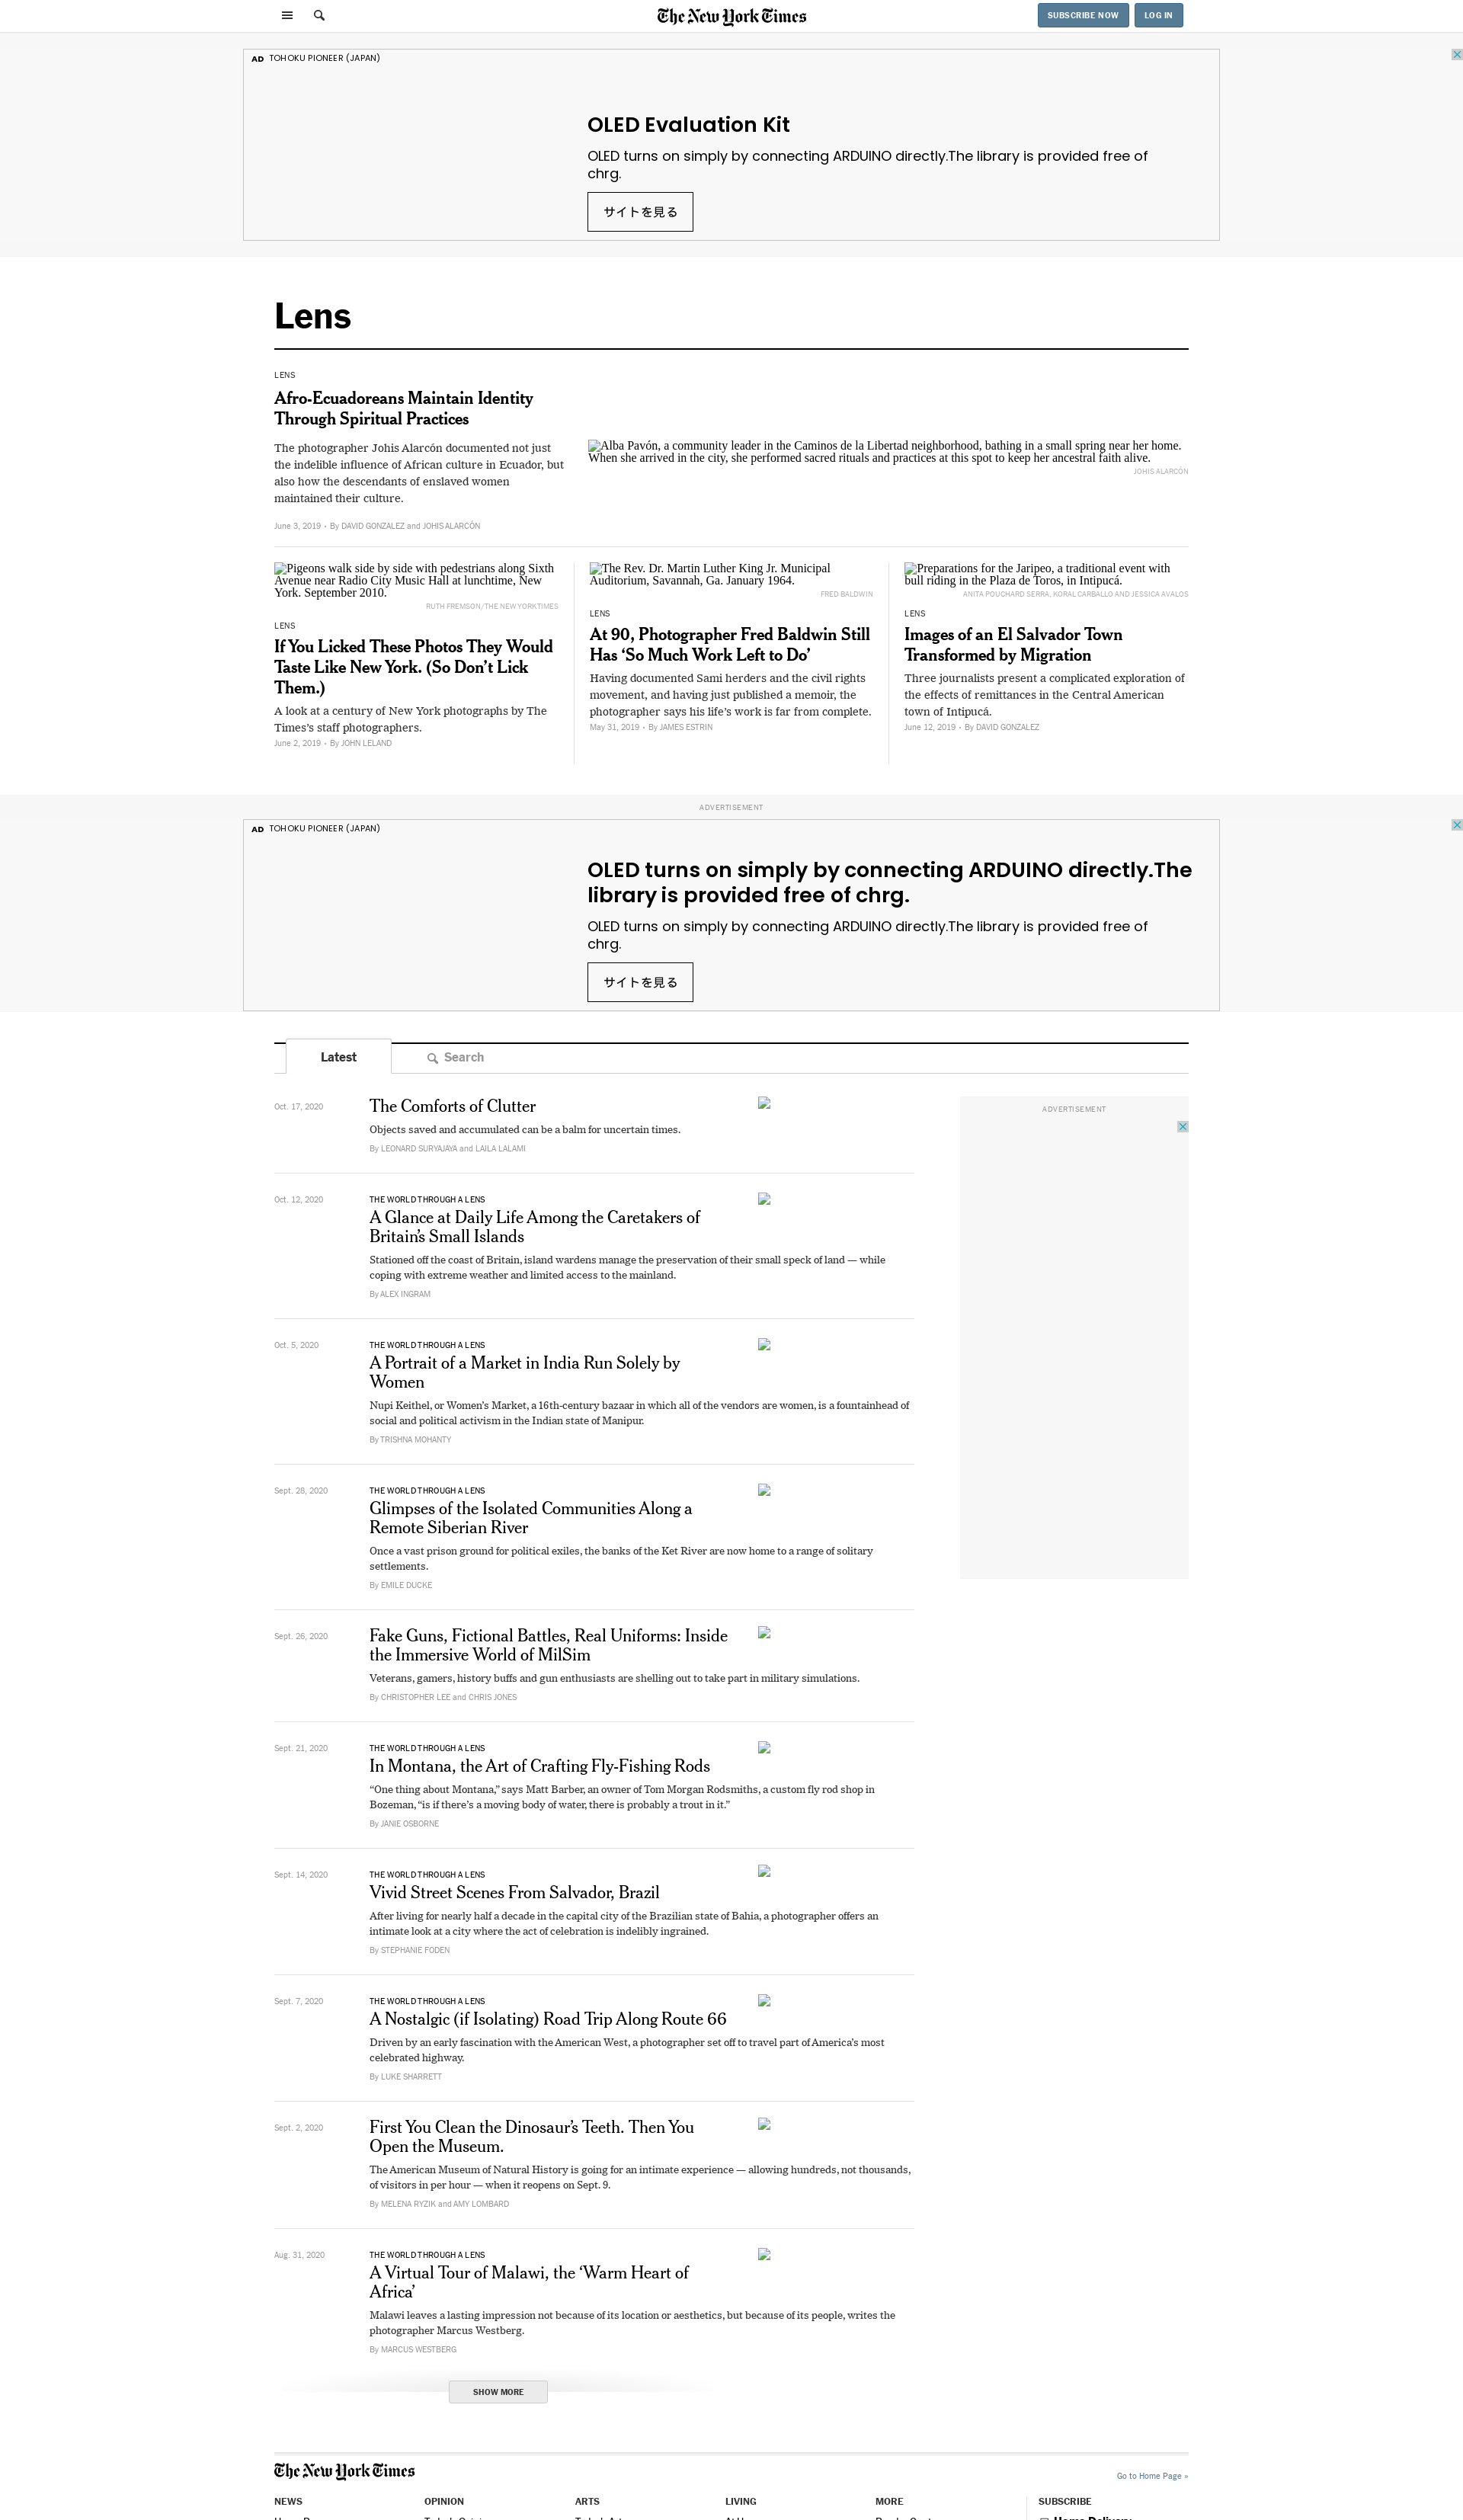 The New York Times
SUBSCRIBE NOW
LOG IN
AD TOHOKU PIONEER (JAPAN)
OLED Evaluation Kit
OLED turns on simply by connecting ARDUINO directly.The library is provided free of
chrg.
サイトを見る
Lens
LENS
Afro-Ecuadoreans Maintain Identity
Through Spiritual Practices
The photographer Johis Alarcón documented not just
the indelible influence of African culture in Ecuador, but
also how the descendants of enslaved women
maintained their culture.
June 3, 2019 • By DAVID GONZALEZ and JOHIS ALARCÓN
Alba Pavón, a community leader in the Caminos de la Libertad neighborhood, bathing in a small spring near her home.
When she arrived in the city, she performed sacred rituals and practices at this spot to keep her ancestral faith alive.
JOHIS ALARCÓN
Pigeons walk side by side with pedestrians along Sixth
Avenue near Radio City Music Hall at lunchtime, New
York. September 2010.
RUTH FREMSON/THE NEW YORK TIMES
LENS
If You Licked These Photos They Would
Taste Like New York. (So Don’t Lick
Them.)
A look at a century of New York photographs by The
Times’s staff photographers.
June 2, 2019 • By JOHN LELAND
The Rev. Dr. Martin Luther King Jr. Municipal
Auditorium, Savannah, Ga. January 1964.
FRED BALDWIN
LENS
At 90, Photographer Fred Baldwin Still
Has ‘So Much Work Left to Do’
Having documented Sami herders and the civil rights
movement, and having just published a memoir, the
photographer says his life’s work is far from complete.
May 31, 2019 • By JAMES ESTRIN
Preparations for the Jaripeo, a traditional event with
bull riding in the Plaza de Toros, in Intipucá.
ANITA POUCHARD SERRA, KORAL CARBALLO AND JESSICA AVALOS
LENS
Images of an El Salvador Town
Transformed by Migration
Three journalists present a complicated exploration of
the effects of remittances in the Central American
town of Intipucá.
June 12, 2019 • By DAVID GONZALEZ
ADVERTISEMENT
AD TOHOKU PIONEER (JAPAN)
OLED turns on simply by connecting ARDUINO directly.The
library is provided free of chrg.
OLED turns on simply by connecting ARDUINO directly.The library is provided free of
chrg.
サイトを見る
Latest
Search
ADVERTISEMENT
Oct. 17, 2020
The Comforts of Clutter
Objects saved and accumulated can be a balm for uncertain times.
By LEONARD SURYAJAYA and LAILA LALAMI
Oct. 12, 2020
THE WORLD THROUGH A LENS
A Glance at Daily Life Among the Caretakers of
Britain’s Small Islands
Stationed off the coast of Britain, island wardens manage the preservation of their small speck of land — while
coping with extreme weather and limited access to the mainland.
By ALEX INGRAM
Oct. 5, 2020
THE WORLD THROUGH A LENS
A Portrait of a Market in India Run Solely by
Women
Nupi Keithel, or Women’s Market, a 16th-century bazaar in which all of the vendors are women, is a fountainhead of
social and political activism in the Indian state of Manipur.
By TRISHNA MOHANTY
Sept. 28, 2020
THE WORLD THROUGH A LENS
Glimpses of the Isolated Communities Along a
Remote Siberian River
Once a vast prison ground for political exiles, the banks of the Ket River are now home to a range of solitary
settlements.
By EMILE DUCKE
Sept. 26, 2020
Fake Guns, Fictional Battles, Real Uniforms: Inside
the Immersive World of MilSim
Veterans, gamers, history buffs and gun enthusiasts are shelling out to take part in military simulations.
By CHRISTOPHER LEE and CHRIS JONES
Sept. 21, 2020
THE WORLD THROUGH A LENS
In Montana, the Art of Crafting Fly-Fishing Rods
“One thing about Montana,” says Matt Barber, an owner of Tom Morgan Rodsmiths, a custom fly rod shop in
Bozeman, “is if there’s a moving body of water, there is probably a trout in it.”
By JANIE OSBORNE
Sept. 14, 2020
THE WORLD THROUGH A LENS
Vivid Street Scenes From Salvador, Brazil
After living for nearly half a decade in the capital city of the Brazilian state of Bahia, a photographer offers an
intimate look at a city where the act of celebration is indelibly ingrained.
By STEPHANIE FODEN
Sept. 7, 2020
THE WORLD THROUGH A LENS
A Nostalgic (if Isolating) Road Trip Along Route 66
Driven by an early fascination with the American West, a photographer set off to travel part of America’s most
celebrated highway.
By LUKE SHARRETT
Sept. 2, 2020
First You Clean the Dinosaur’s Teeth. Then You
Open the Museum.
The American Museum of Natural History is going for an intimate experience — allowing hundreds, not thousands,
of visitors in per hour — when it reopens on Sept. 9.
By MELENA RYZIK and AMY LOMBARD
Aug. 31, 2020
THE WORLD THROUGH A LENS
A Virtual Tour of Malawi, the ‘Warm Heart of
Africa’
Malawi leaves a lasting impression not because of its location or aesthetics, but because of its people, writes the
photographer Marcus Westberg.
By MARCUS WESTBERG
SHOW MORE
The New York Times
Go to Home Page »
NEWS
OPINION
ARTS
LIVING
MORE
SUBSCRIBE